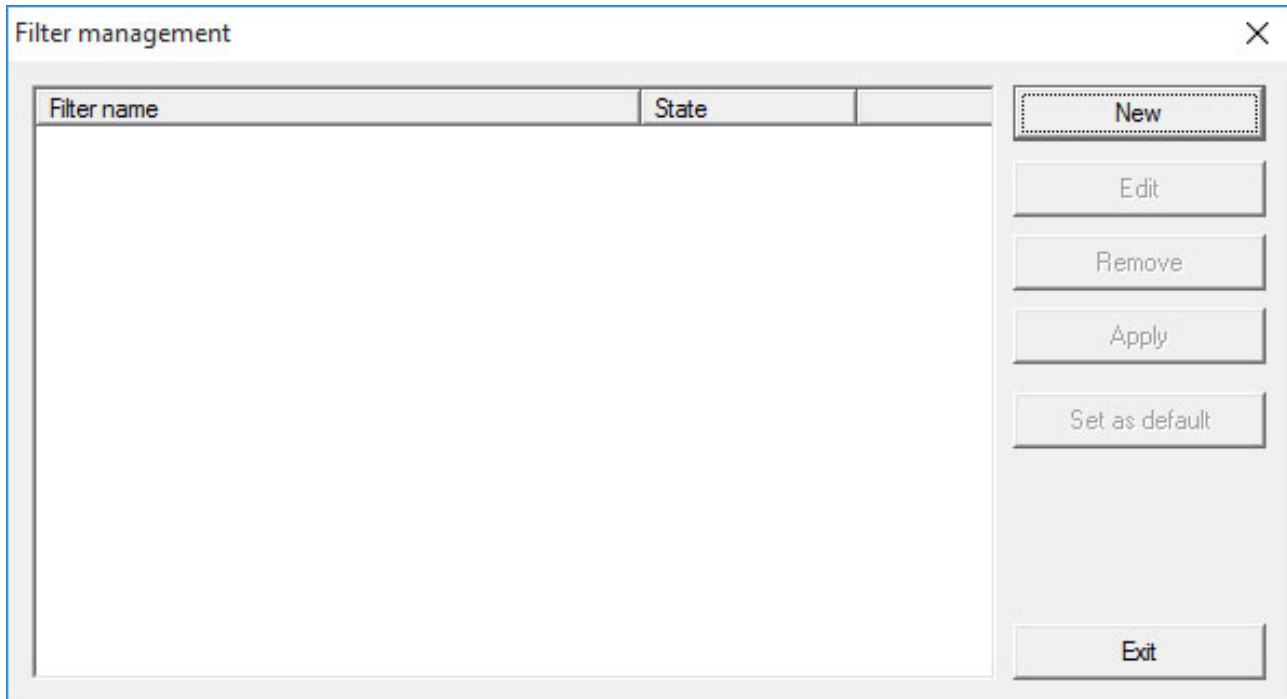 Filter management
Filter name State
New
Edit
Remove
Apply
Set as default
Exit